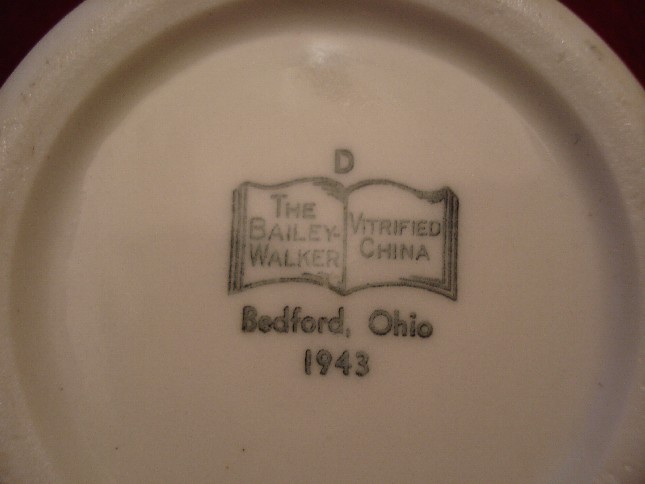 D
THE
BAILEY-
WALKER
VITRIFIED
CHINA
Bedford, Ohio
1943